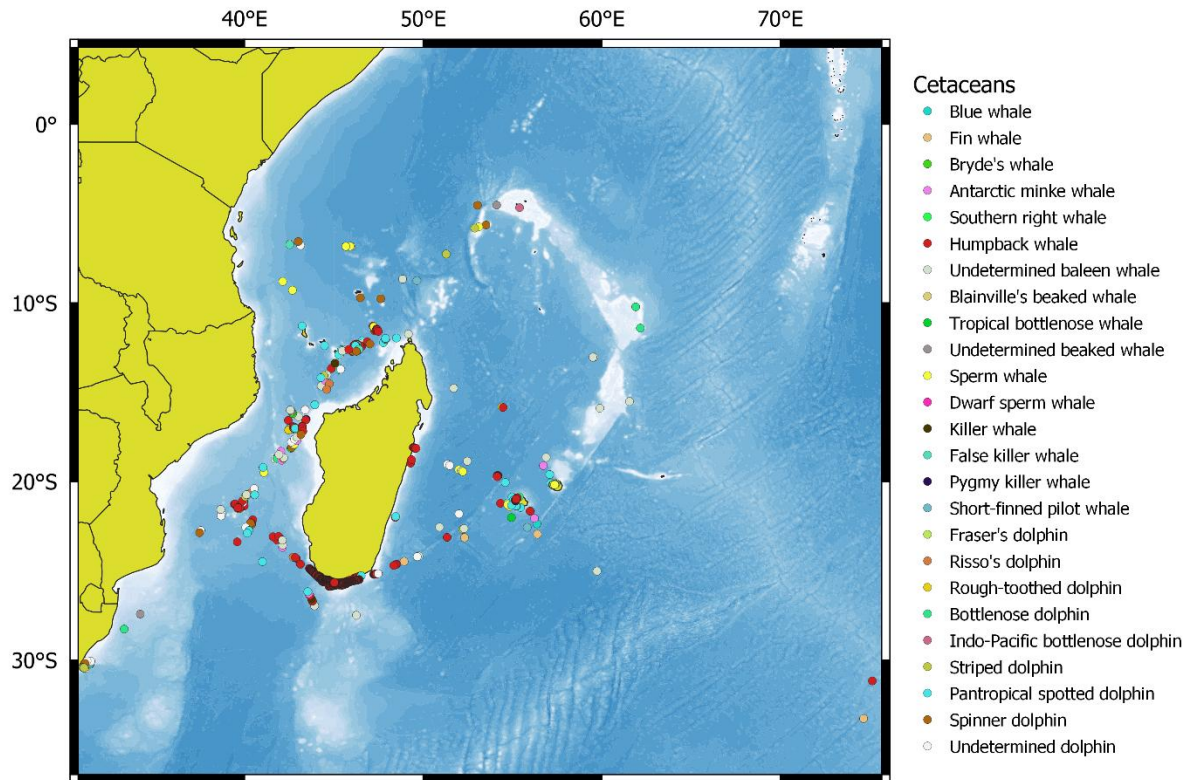 40°E 50°E 60°E 70°E
0°
10°S
20°S
30°S
Cetaceans
Blue whale
Fin whale
Bryde's whale
Antarctic minke whale
Southern right whale
Humpback whale
Undetermined baleen whale
Blainville's beaked whale
Tropical bottlenose whale
Undetermined beaked whale
Sperm whale
Dwarf sperm whale
Killer whale
False killer whale
Pygmy killer whale
Short-finned pilot whale
Fraser's dolphin
Risso's dolphin
Rough-toothed dolphin
Bottlenose dolphin
Indo-Pacific bottlenose dolphin
Striped dolphin
Pantropical spotted dolphin
Spinner dolphin
Undetermined dolphin